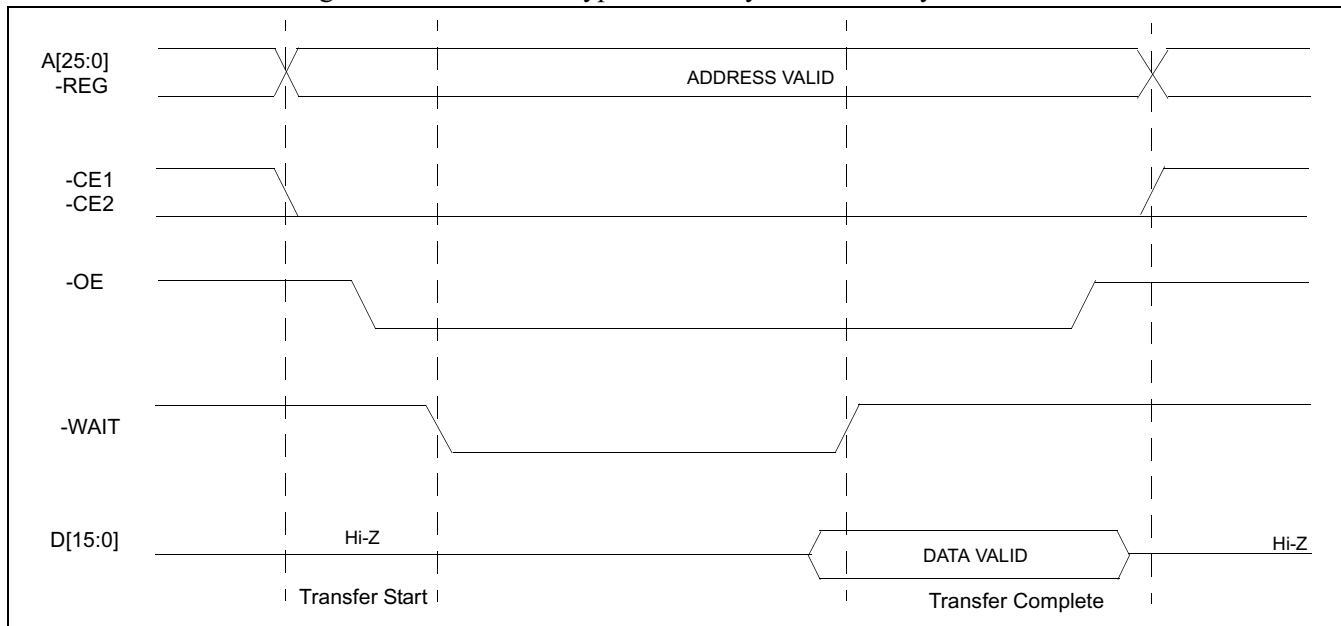 A[25:0]
-REG
ADDRESS VALID
-CE1
-CE2
-OE
-WAIT
D[15:0]
Hi-Z
DATA VALID
Hi-Z
Transfer Start
Transfer Complete